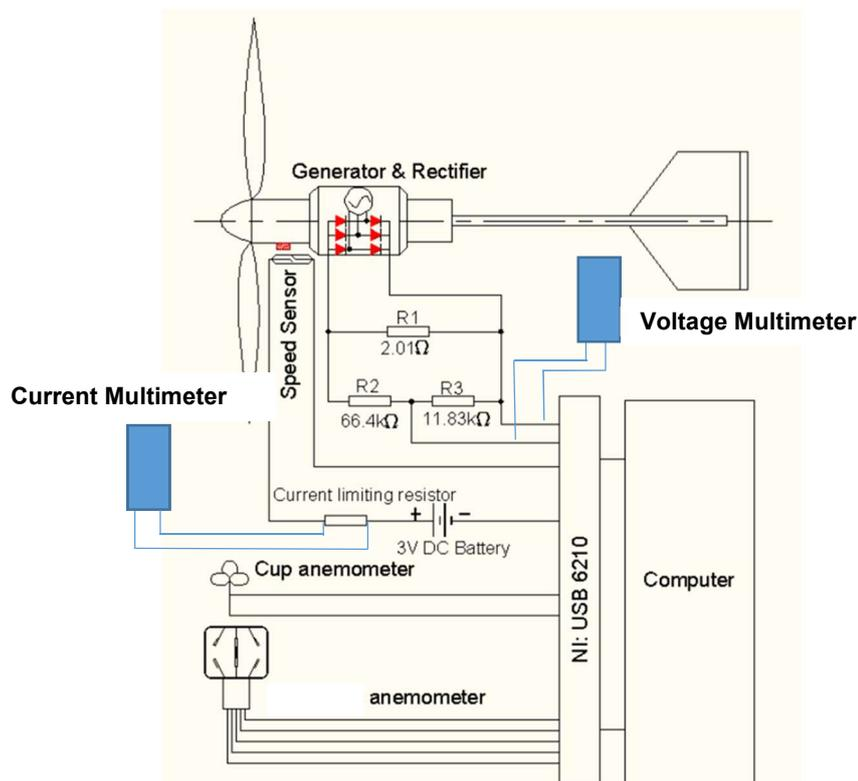 Generator & Rectifier
Speed Sensor
R1
2.01Ω
Voltage Multimeter
Current Multimeter
R2
R3
66.4kΩ
11.83kΩ
Current limiting resistor
+
−
3V DC Battery
Cup anemometer
NI: USB 6210
Computer
anemometer